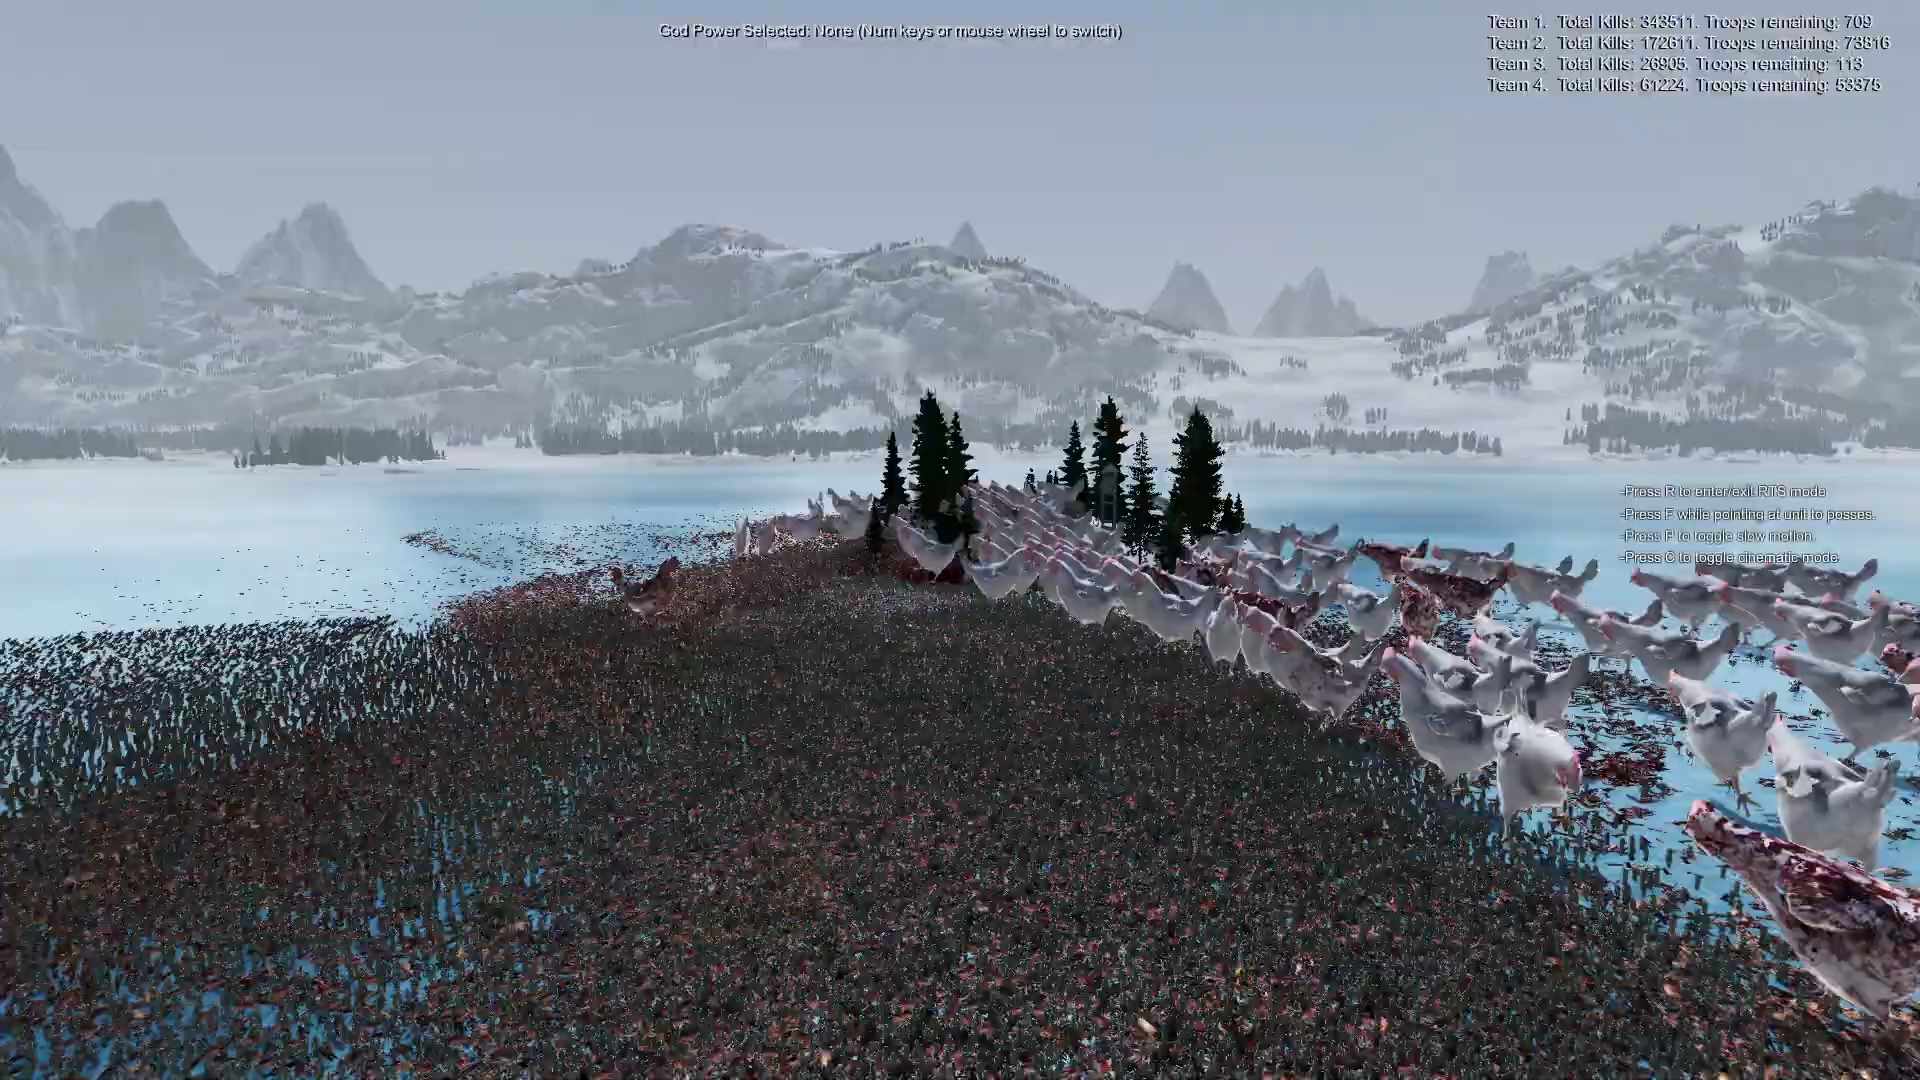 God Power Selected: None (Num keys or mouse wheel to switch)
Team 1. Total Kills: 343511. Troops remaining: 709
Team 2. Total Kills: 172611. Troops remaining: 73816
Team 3. Total Kills: 26905. Troops remaining: 113
Team 4. Total Kills: 61224. Troops remaining: 53375
-Press R to enter/exit RTS mode
-Press F while pointing at unit to posses.
-Press P to toggle slow motion.
-Press C to toggle cinematic mode.